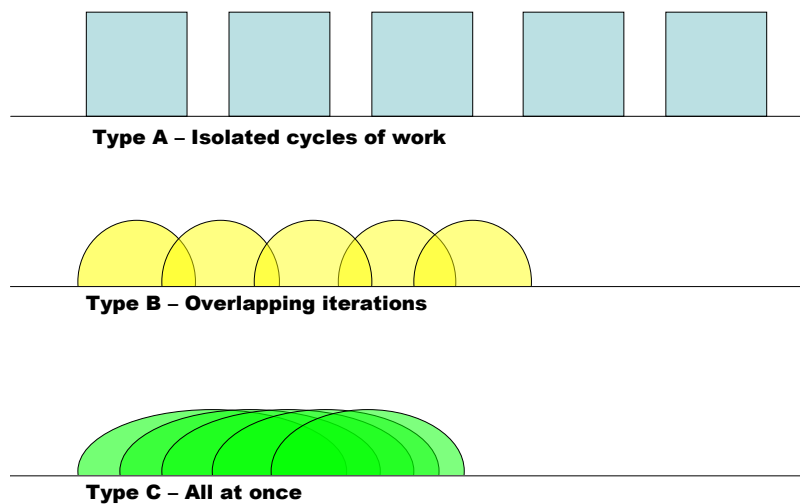 Type A – Isolated cycles of work
Type B – Overlapping iterations
Type C – All at once